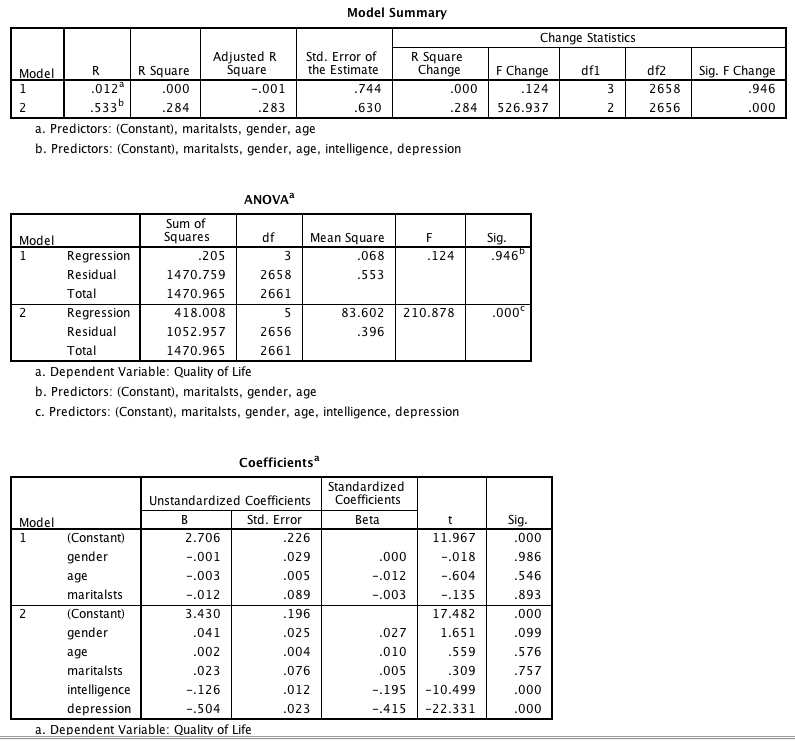 Model Summary
Change Statistics
Model R R Square Adjusted R Square Std. Error of the Estimate R Square Change F Change df1 df2 Sig. F Change
1 .012a .000 -.001 .744 .000 .124 3 2658 .946
2 .533b .284 .283 .630 .284 526.937 2 2656 .000
a. Predictors: (Constant), maritalsts, gender, age
b. Predictors: (Constant), maritalsts, gender, age, intelligence, depression
ANOVAa
Model Sum of Squares df Mean Square F Sig.
1 Regression .205 3 .068 .124 .946b
Residual 1470.759 2658 .553
Total 1470.965 2661
2 Regression 418.008 5 83.602 210.878 .000c
Residual 1052.957 2656 .396
Total 1470.965 2661
a. Dependent Variable: Quality of Life
b. Predictors: (Constant), maritalsts, gender, age
c. Predictors: (Constant), maritalsts, gender, age, intelligence, depression
Coefficientsa
Unstandardized Coefficients Standardized Coefficients
Model B Std. Error Beta t Sig.
1 (Constant) 2.706 .226 11.967 .000
gender -.001 .029 .000 -.018 .986
age -.003 .005 -.012 -.604 .546
maritalsts -.012 .089 -.003 -.135 .893
2 (Constant) 3.430 .196 17.482 .000
gender .041 .025 .027 1.651 .099
age .002 .004 .010 .559 .576
maritalsts .023 .076 .005 .309 .757
intelligence -.126 .012 -.195 -10.499 .000
depression -.504 .023 -.415 -22.331 .000
a. Dependent Variable: Quality of Life